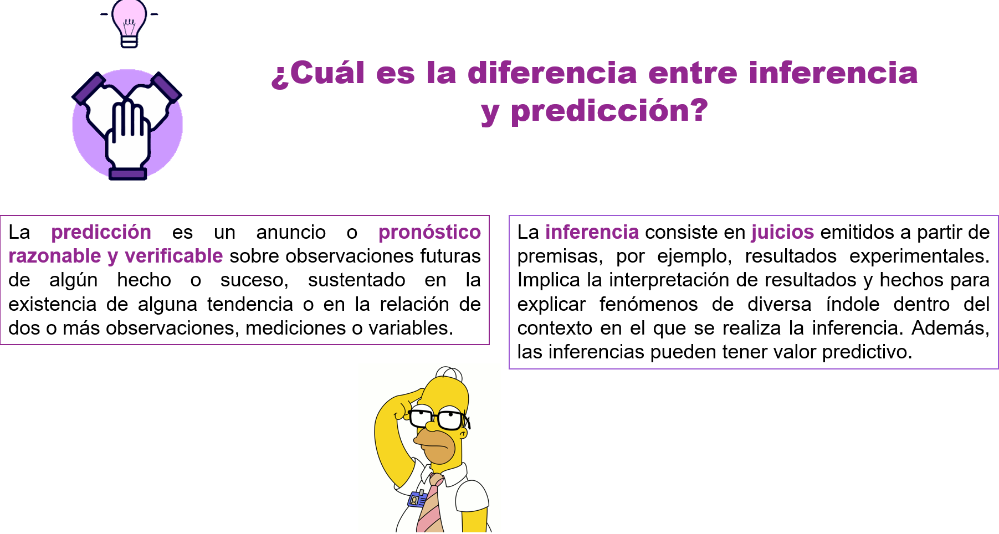 ¿Cuál es la diferencia entre inferencia
y predicción?
La predicción es un anuncio o pronóstico
razonable y verificable sobre observaciones futuras
de algún hecho o suceso, sustentado en la
existencia de alguna tendencia o en la relación de
dos o más observaciones, mediciones o variables.
La inferencia consiste en juicios emitidos a partir de
premisas, por ejemplo, resultados experimentales.
Implica la interpretación de resultados y hechos para
explicar fenómenos de diversa índole dentro del
contexto en el que se realiza la inferencia. Además,
las inferencias pueden tener valor predictivo.